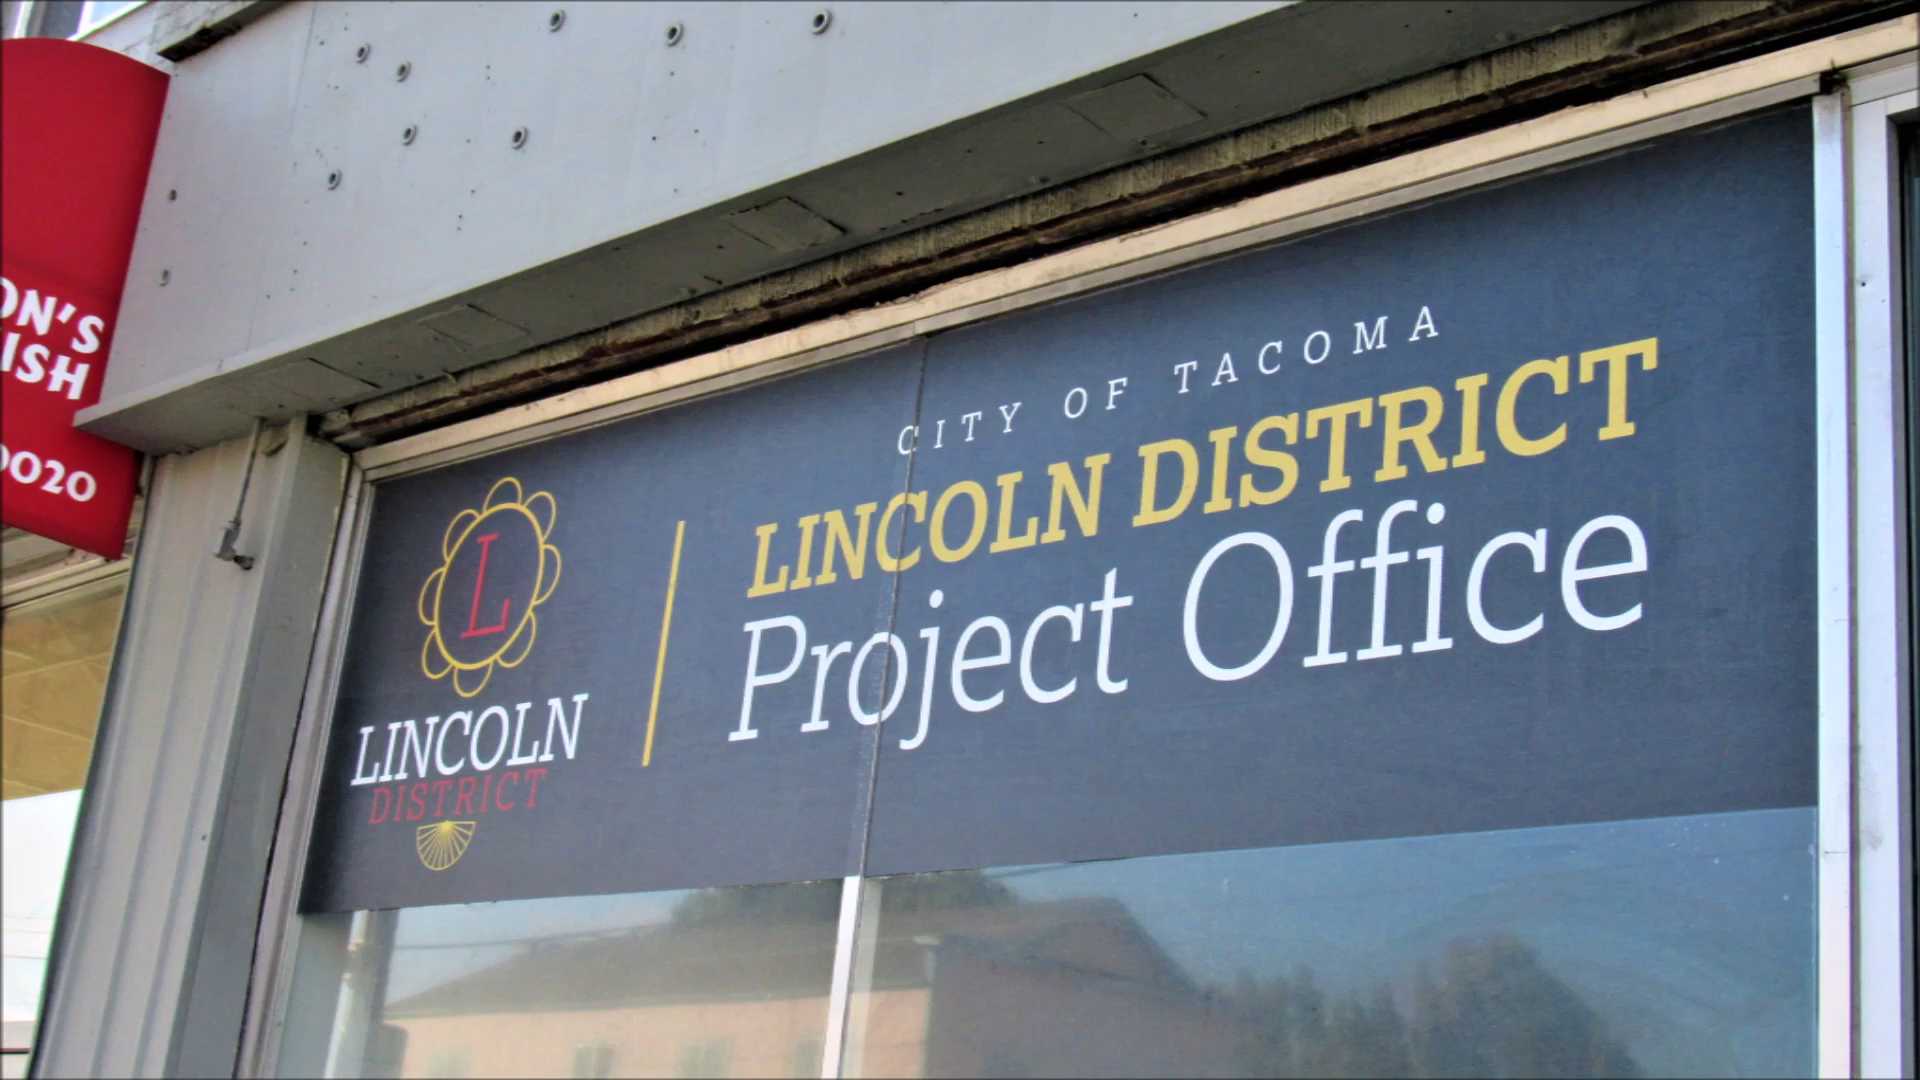 ON'S
ISH
0020
L
LINCOLN
DISTRICT
CITY OF TACOMA
LINCOLN DISTRICT
Project Office